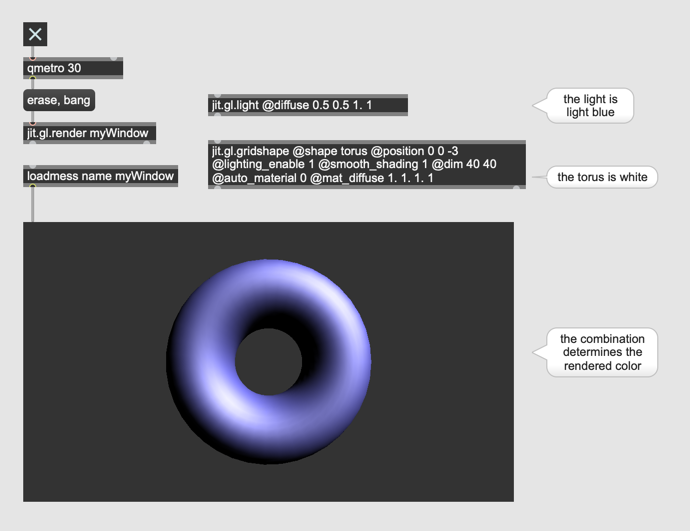 qmetro 30
erase, bang
jit.gl.render myWindow
loadmess name myWindow
jit.gl.light @diffuse 0.5 0.5 1. 1
the light is
light blue
jit.gl.gridshape @shape torus @position 0 0 -3
@lighting_enable 1 @smooth_shading 1 @dim 40 40
@auto_material 0 @mat_diffuse 1. 1. 1. 1
the torus is white
the combination
determines the
rendered color